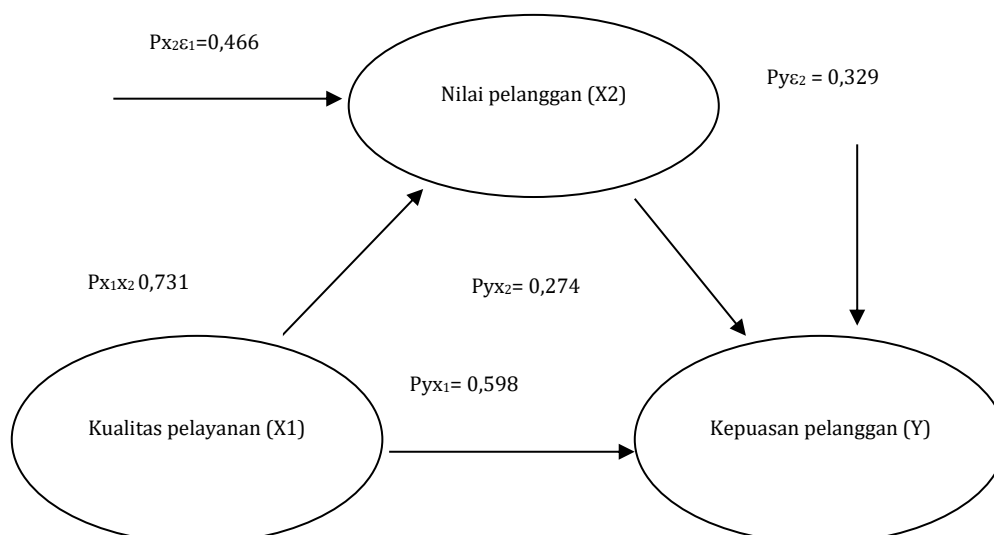 Px₂ε₁=0,466
Nilai pelanggan (X2)
Pyε₂ = 0,329
Px₁x₂ 0,731
Pyx₂= 0,274
Pyx₁= 0,598
Kualitas pelayanan (X1)
Kepuasan pelanggan (Y)